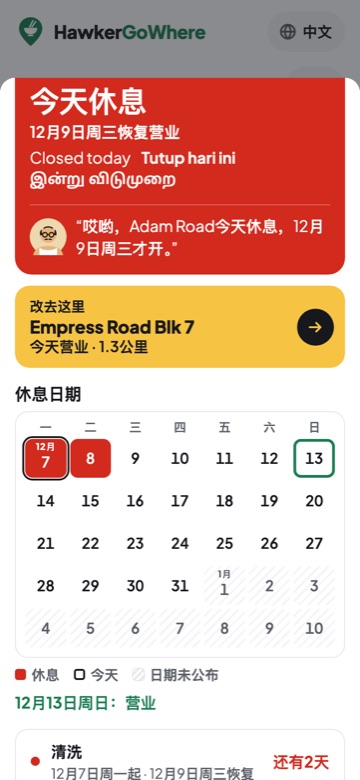 HawkerGoWhere
中文
今天休息
12月9日周三恢复营业
Closed today Tutup hari ini
இன்று விடுமுறை
“哎哟，Adam Road今天休息，12月
9日周三才开。”
改去这里
Empress Road Blk 7
今天营业 · 1.3公里
休息日期
一 二 三 四 五 六 日
12月
7 8 9 10 11 12 13
14 15 16 17 18 19 20
21 22 23 24 25 26 27
1月
28 29 30 31 1 2 3
4 5 6 7 8 9 10
休息 今天 日期未公布
12月13日周日：营业
清洗
12月7日周一起 · 12月9日周三恢复
还有2天